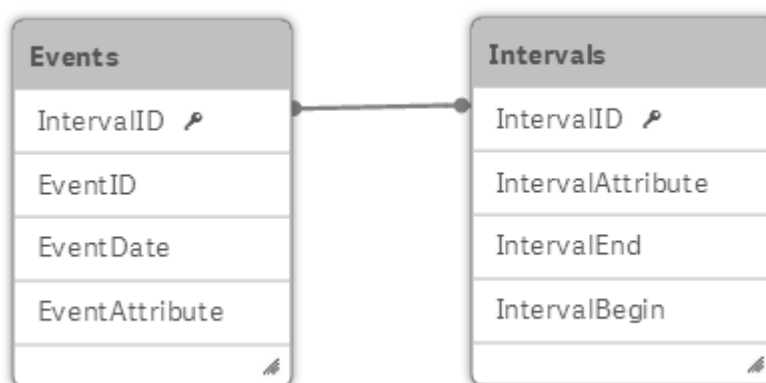 Events
IntervalID
EventID
EventDate
EventAttribute
Intervals
IntervalID
IntervalAttribute
IntervalEnd
IntervalBegin